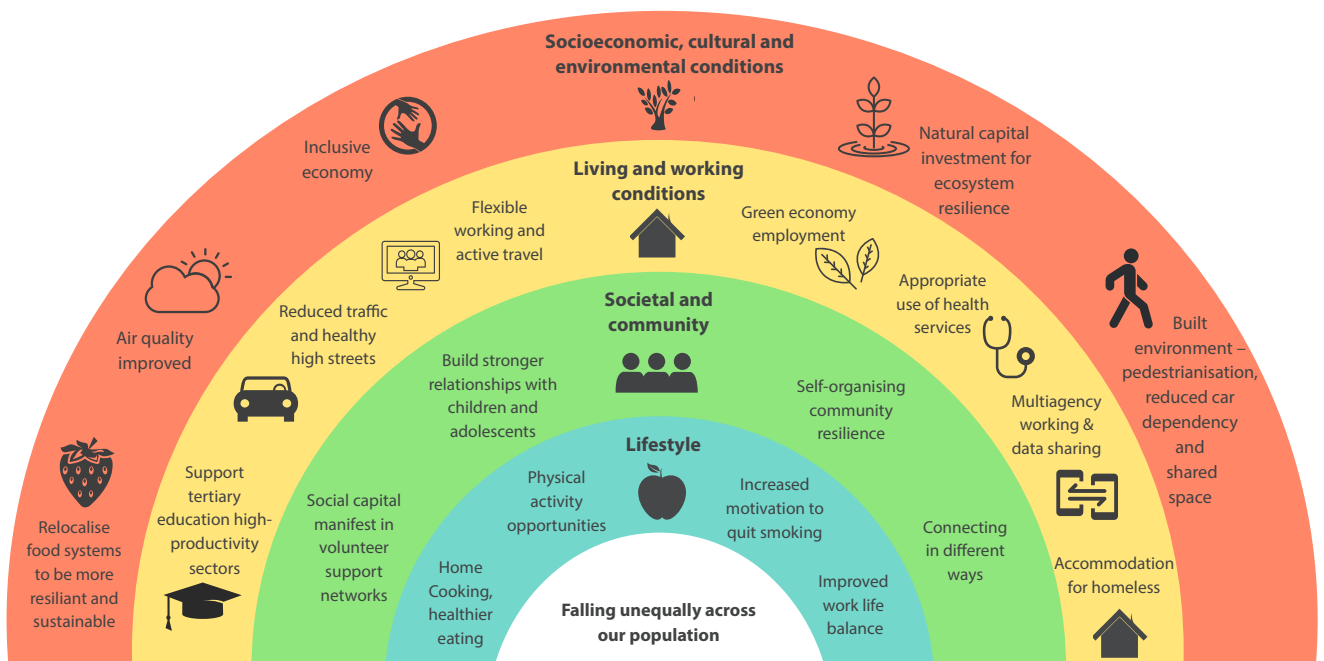 Socioeconomic, cultural and
environmental conditions
Inclusive
economy
Natural capital
investment for
ecosystem
resilience
Air quality
improved
Built
environment –
pedestrianisation,
reduced car
dependency
and
shared
space
Relocalise
food systems
to be more
resiliant and
sustainable
Living and working
conditions
Flexible
working and
active travel
Green economy
employment
Reduced traffic
and healthy
high streets
Appropriate
use of health
services
Multiagency
working &
data sharing
Support
tertiary
education high-
productivity
sectors
Accommodation
for homeless
Societal and
community
Build stronger
relationships with
children and
adolescents
Self-organising
community
resilience
Social capital
manifest in
volunteer
support
networks
Connecting
in different
ways
Lifestyle
Physical
activity
opportunities
Increased
motivation to
quit smoking
Home
Cooking,
healthier
eating
Improved
work life
balance
Falling unequally across
our population